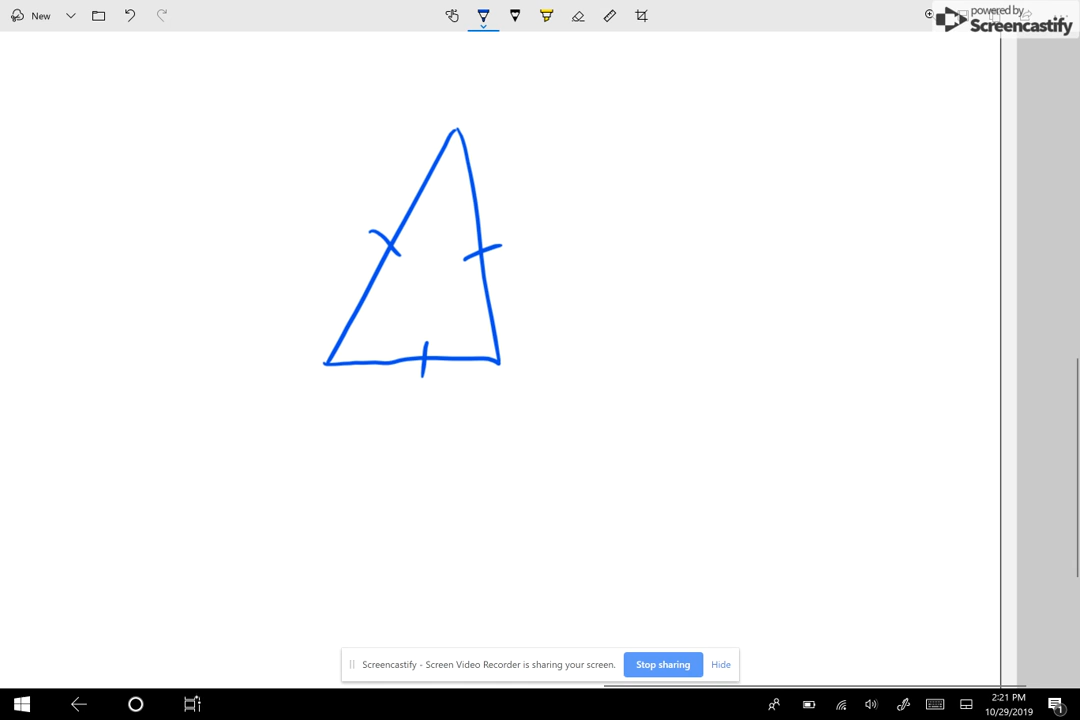 New
powered by
Screencastify
Screencastify - Screen Video Recorder is sharing your screen.
Stop sharing
Hide
2:21 PM
10/29/2019
1